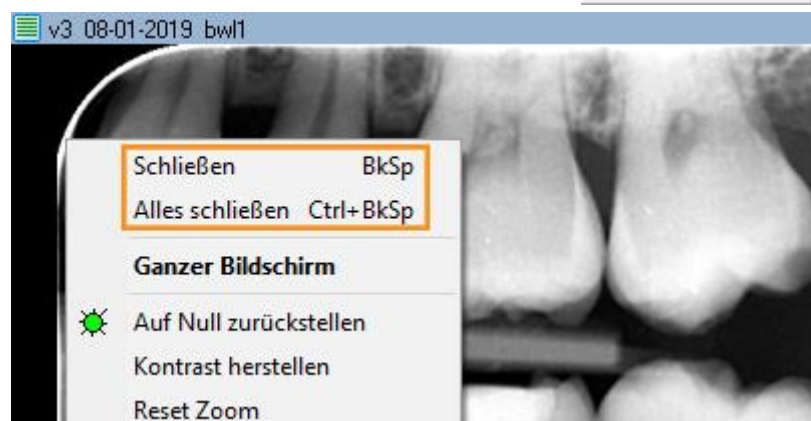 v3 08-01-2019 bwl1
Schließen BkSp
Alles schließen Ctrl+BkSp
Ganzer Bildschirm
Auf Null zurückstellen
Kontrast herstellen
Reset Zoom